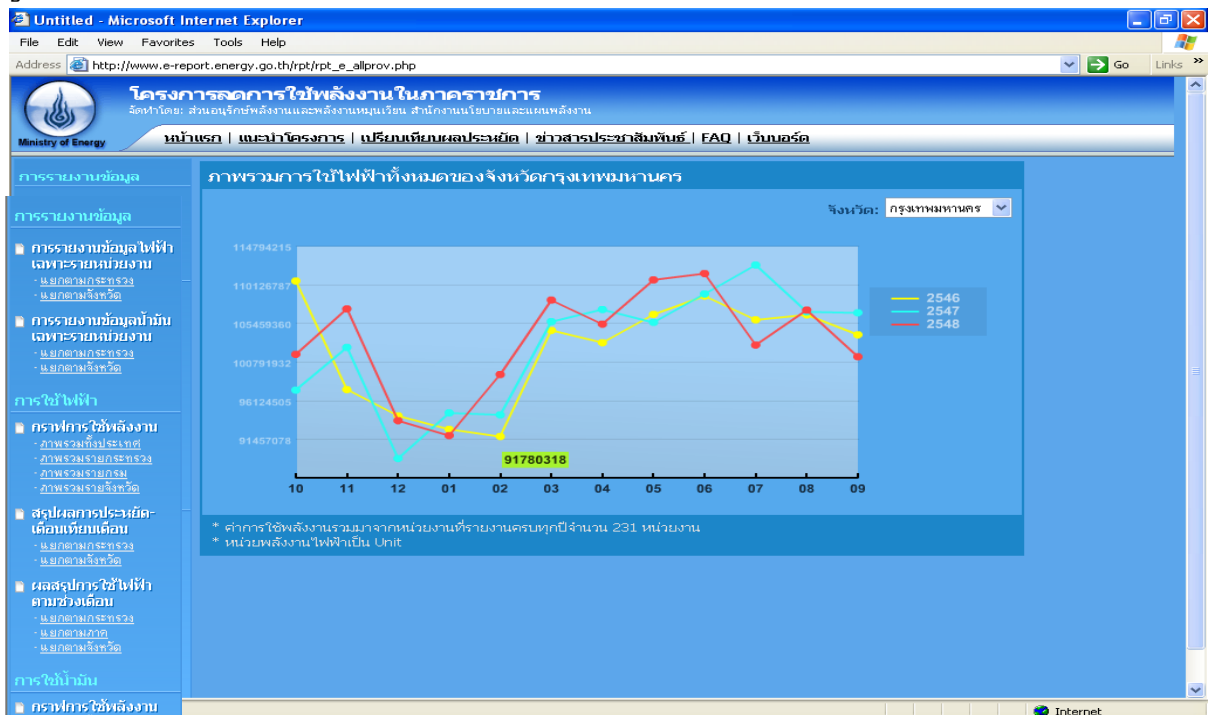 Untitled - Microsoft Internet Explorer
File Edit View Favorites Tools Help
Address http://www.e-report.energy.go.th/rpt/rpt_e_allprov.php Go Links »
โครงการลดการใช้พลังงานในภาคราชการ
จัดทำโดย: ส่วนอนุรักษ์พลังงานและพลังงานหมุนเวียน สำนักงานนโยบายและแผนพลังงาน
Ministry of Energy
หน้าแรก | แนะนำโครงการ | เปรียบเทียบผลประหยัด | ข่าวสารประชาสัมพันธ์ | FAQ | เว็บบอร์ด
การรายงานข้อมูล
การรายงานข้อมูล
การรายงานข้อมูลไฟฟ้า
เฉพาะรายหน่วยงาน
- แยกตามกระทรวง
- แยกตามจังหวัด
การรายงานข้อมูลน้ำมัน
เฉพาะรายหน่วยงาน
- แยกตามกระทรวง
- แยกตามจังหวัด
การใช้ไฟฟ้า
กราฟการใช้พลังงาน
- ภาพรวมทั้งประเทศ
- ภาพรวมรายกระทรวง
- ภาพรวมรายกรม
- ภาพรวมรายจังหวัด
สรุปผลการประหยัด-
เดือนเทียบเดือน
- แยกตามกระทรวง
- แยกตามจังหวัด
ผลสรุปการใช้ไฟฟ้า
ตามช่วงเดือน
- แยกตามกระทรวง
- แยกตามภาค
- แยกตามจังหวัด
การใช้น้ำมัน
กราฟการใช้พลังงาน
ภาพรวมการใช้ไฟฟ้าทั้งหมดของจังหวัดกรุงเทพมหานคร
จังหวัด: กรุงเทพมหานคร
114794215
110126787
105459360
100791932
96124505
91457078
2546
2547
2548
91780318
10 11 12 01 02 03 04 05 06 07 08 09
* ค่าการใช้พลังงานรวมมาจากหน่วยงานที่รายงานครบทุกปีจำนวน 231 หน่วยงาน
* หน่วยพลังงานไฟฟ้าเป็น Unit
Internet